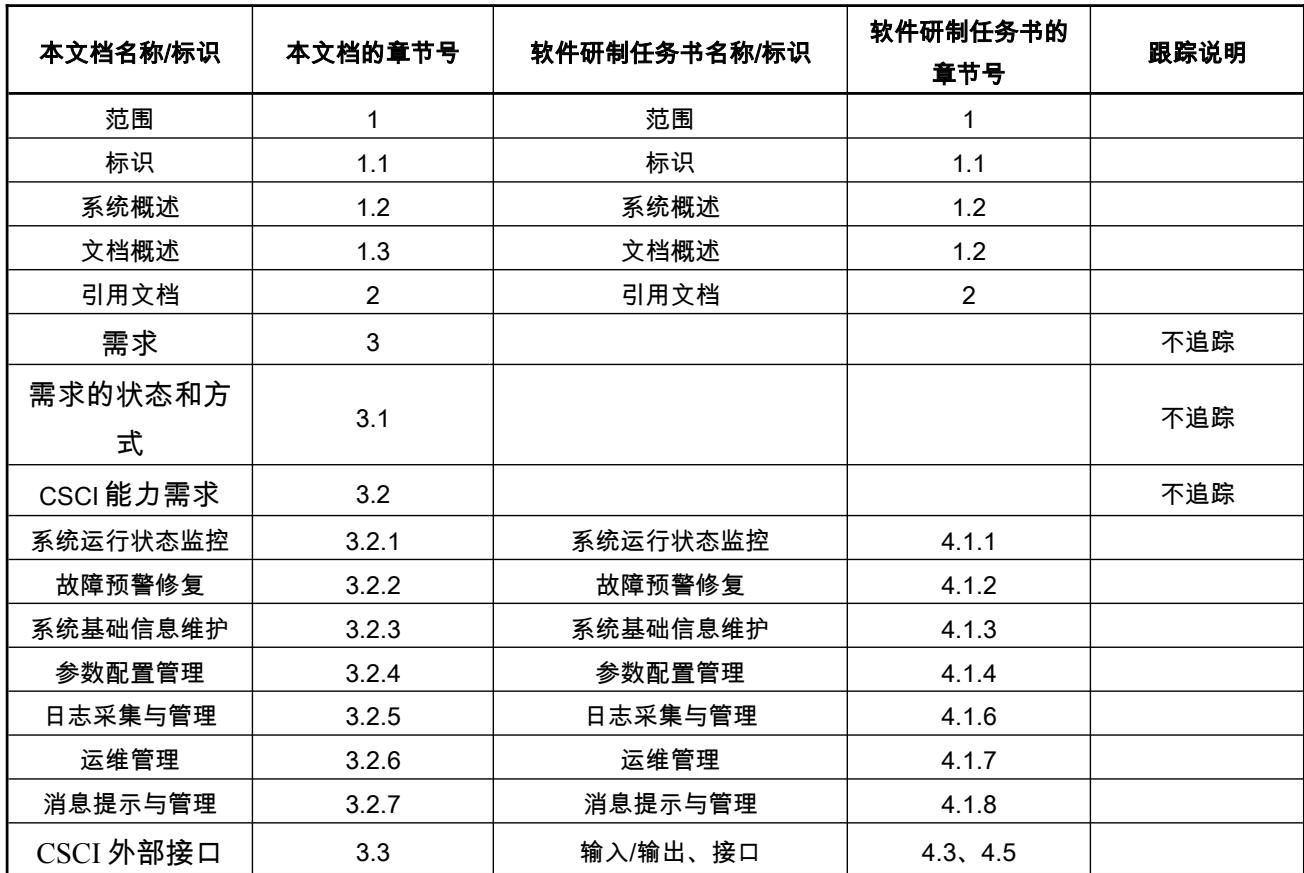 本文档名称/标识 本文档的章节号 软件研制任务书名称/标识 软件研制任务书的
章节号 跟踪说明
范围 1 范围 1
标识 1.1 标识 1.1
系统概述 1.2 系统概述 1.2
文档概述 1.3 文档概述 1.2
引用文档 2 引用文档 2
需求 3 不追踪
需求的状态和方
式 3.1 不追踪
CSCI 能力需求 3.2 不追踪
系统运行状态监控 3.2.1 系统运行状态监控 4.1.1
故障预警修复 3.2.2 故障预警修复 4.1.2
系统基础信息维护 3.2.3 系统基础信息维护 4.1.3
参数配置管理 3.2.4 参数配置管理 4.1.4
日志采集与管理 3.2.5 日志采集与管理 4.1.6
运维管理 3.2.6 运维管理 4.1.7
消息提示与管理 3.2.7 消息提示与管理 4.1.8
CSCI 外部接口 3.3 输入/输出、接口 4.3、4.5